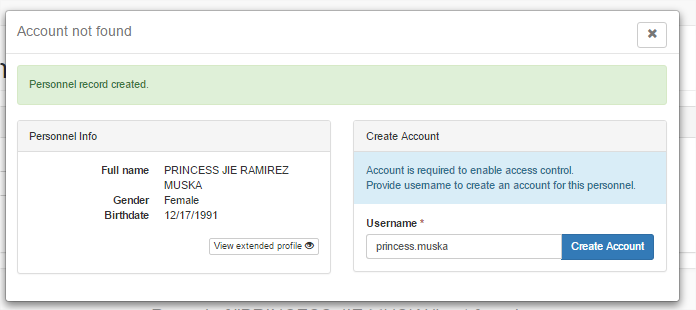 Account not found
Personnel record created.
Personnel Info
Full name PRINCESS JIE RAMIREZ
MUSKA
Gender Female
Birthdate 12/17/1991
View extended profile
Create Account
Account is required to enable access control.
Provide username to create an account for this personnel.
Username *
princess.muska
Create Account